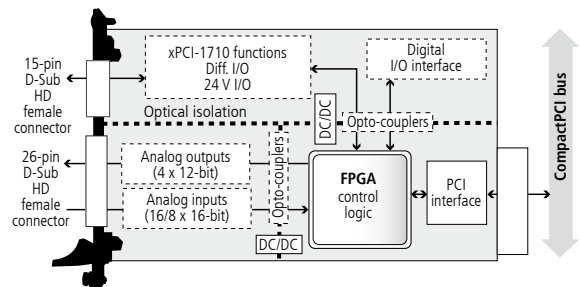 15-pin
D-Sub
HD
female
connector
xPCI-1710 functions
Diff. I/O
24 V I/O
Digital
I/O interface
Optical isolation
DC/DC
Opto-couplers
CompactPCI bus
26-pin
D-Sub
HD
female
connector
Analog outputs
(4 x 12-bit)
Analog inputs
(16/8 x 16-bit)
Opto-couplers
DC/DC
FPGA
control
logic
PCI
interface